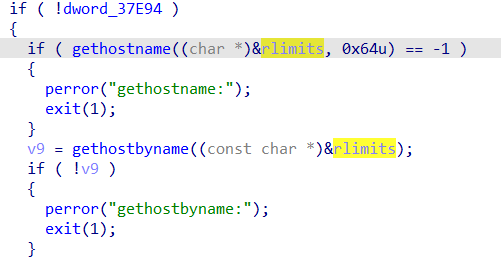 if ( !dword_37E94 )
{
if ( gethostname((char *)&rlimits, 0x64u) == -1 )
{
perror("gethostname:");
exit(1);
}
v9 = gethostbyname((const char *)&rlimits);
if ( !v9 )
{
perror("gethostbyname:");
exit(1);
}